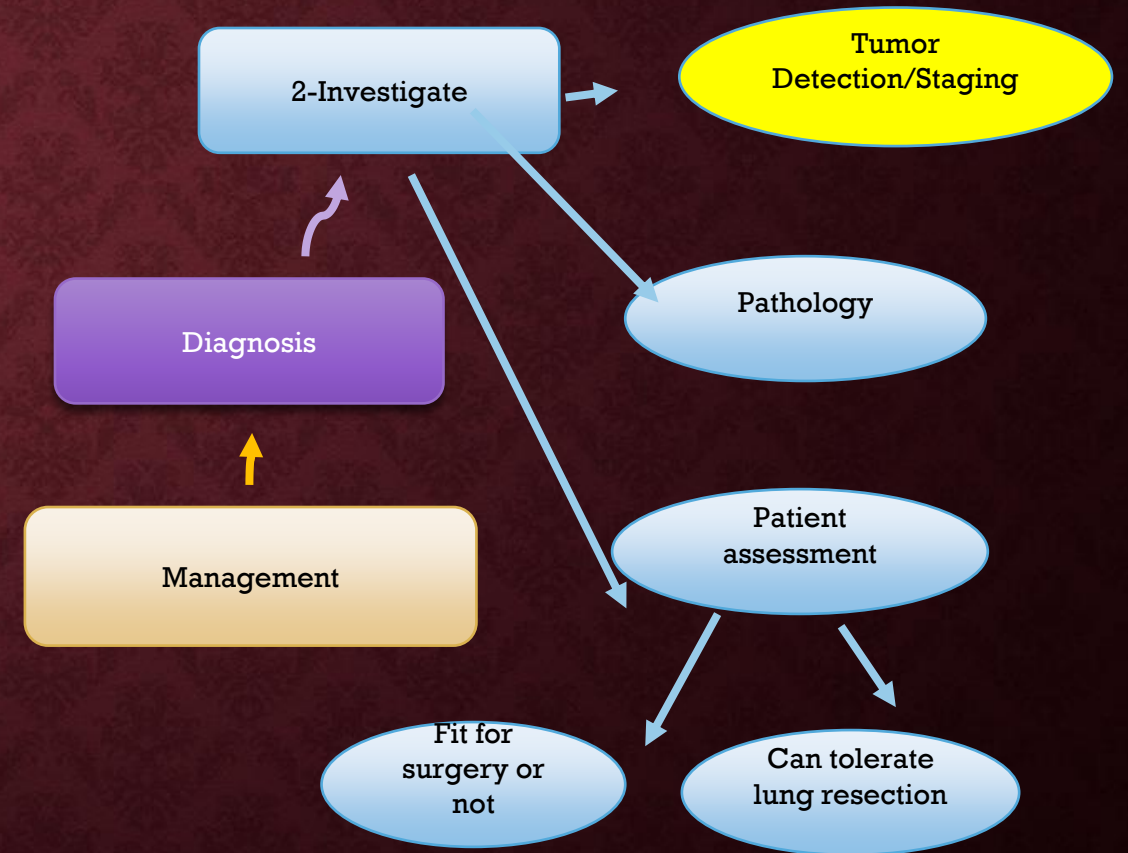 Tumor
Detection/Staging
2-Investigate
Pathology
Diagnosis
Patient
assessment
Management
Fit for
surgery or
not
Can tolerate
lung resection